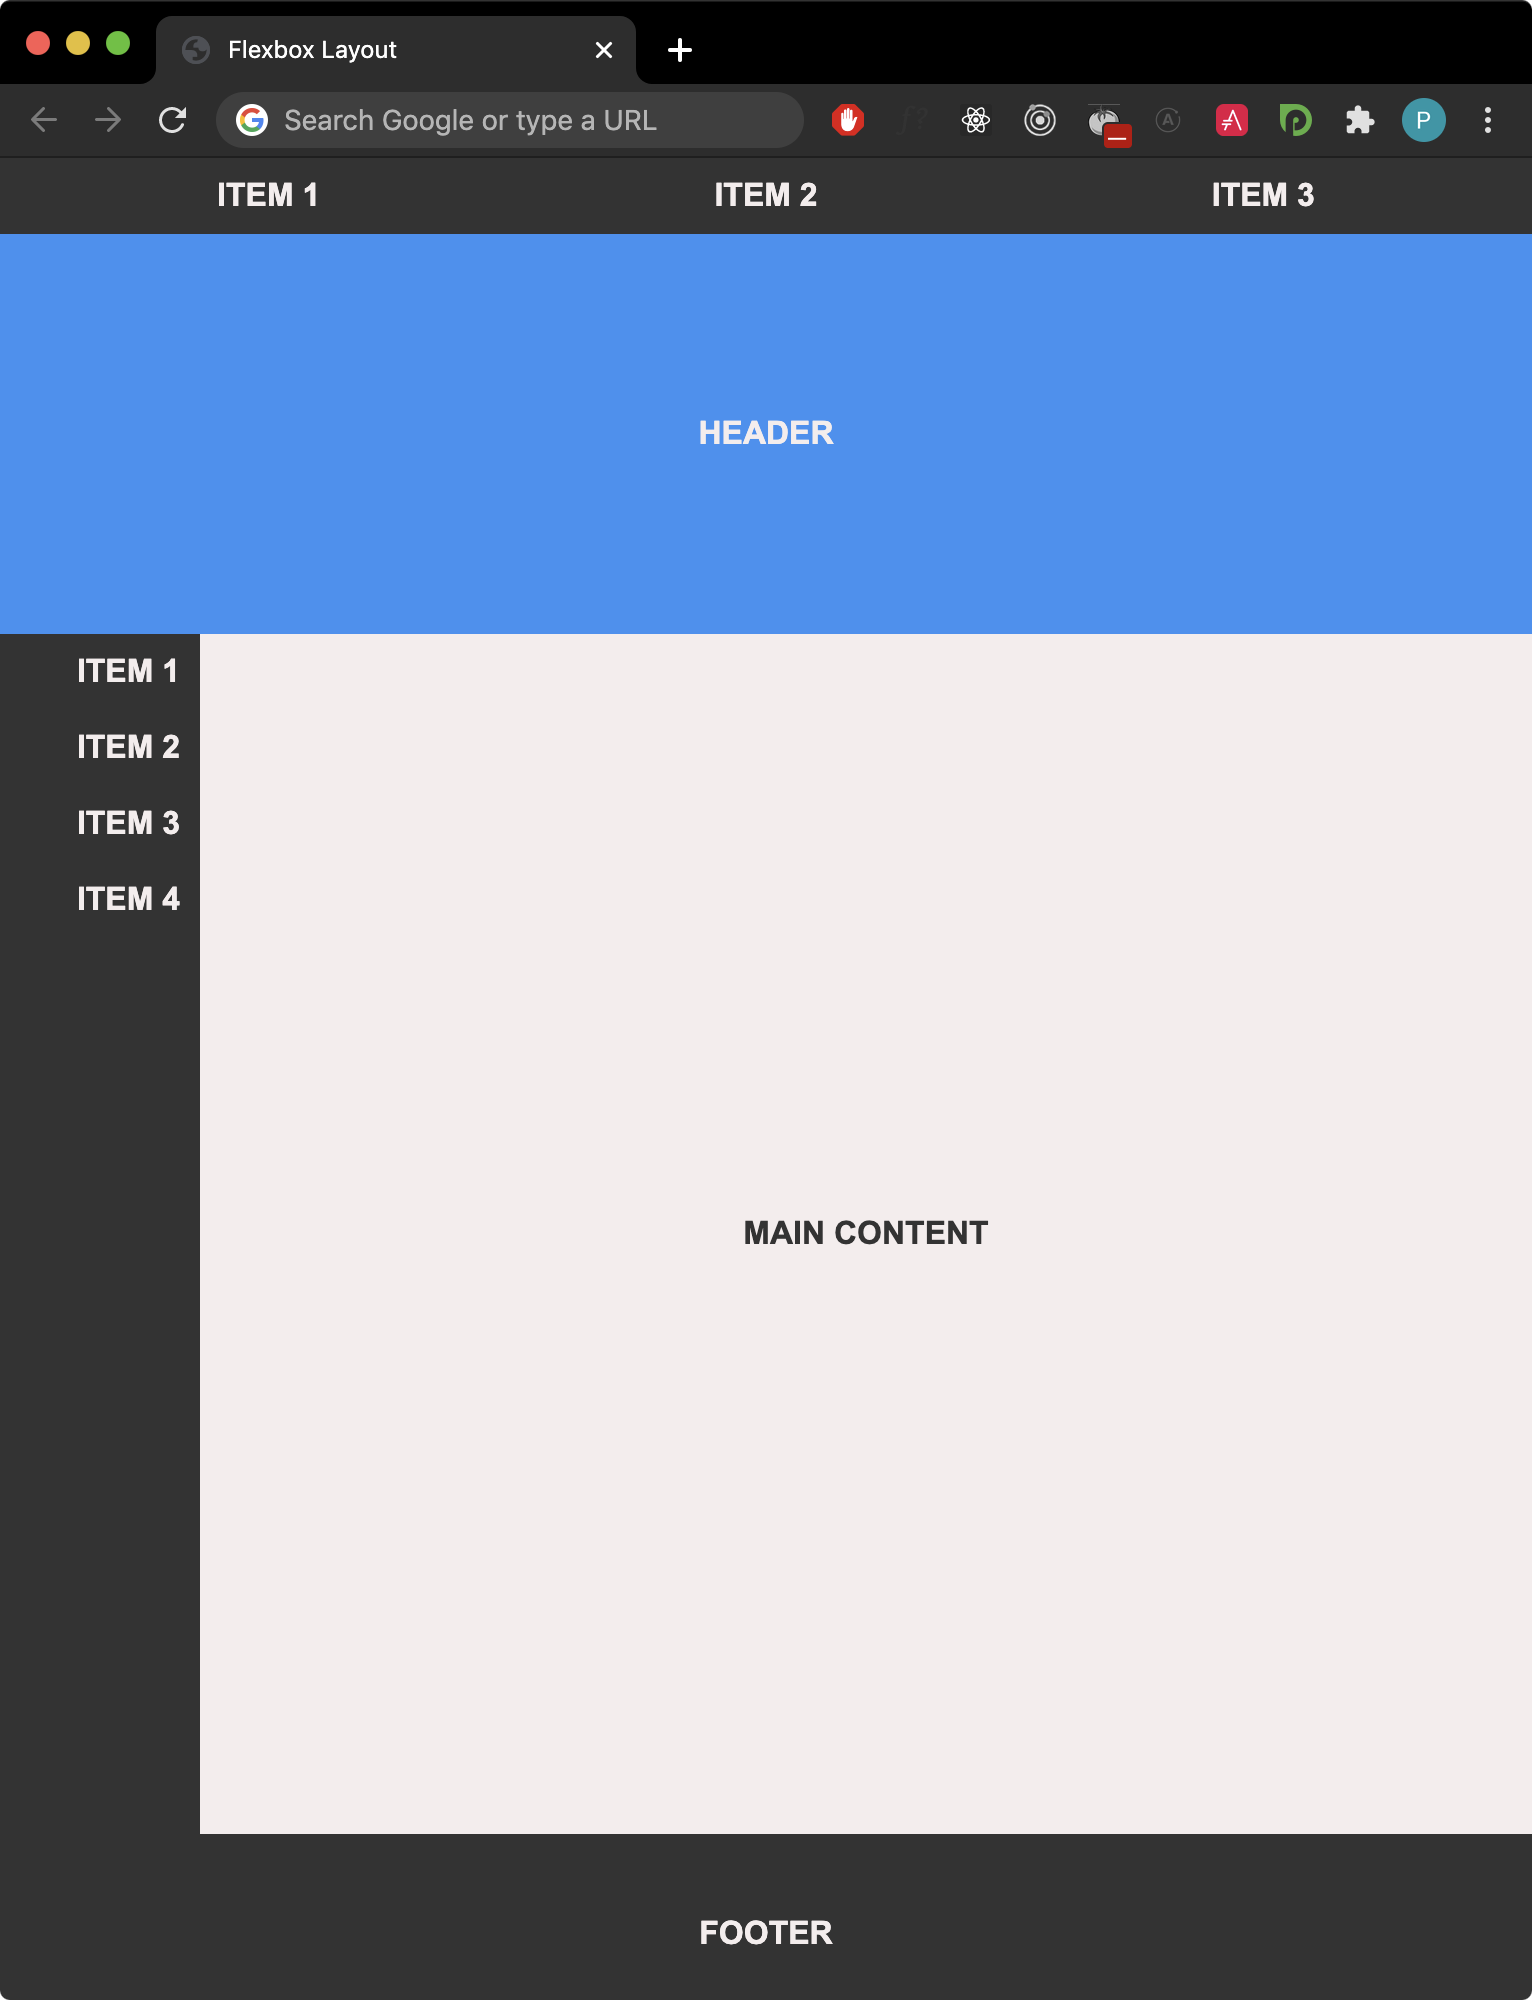 Flexbox Layout
Search Google or type a URL
P
ITEM 1 ITEM 2 ITEM 3
HEADER
ITEM 1
ITEM 2
ITEM 3
ITEM 4
MAIN CONTENT
FOOTER